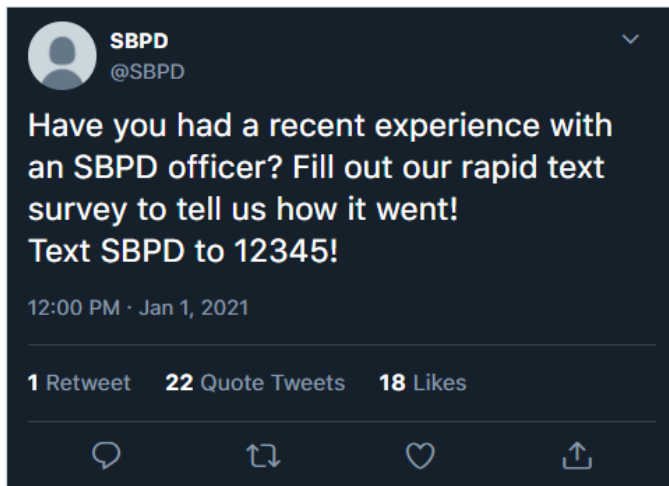 SBPD
@SBPD
Have you had a recent experience with
an SBPD officer? Fill out our rapid text
survey to tell us how it went!
Text SBPD to 12345!
12:00 PM · Jan 1, 2021
1 Retweet 22 Quote Tweets 18 Likes